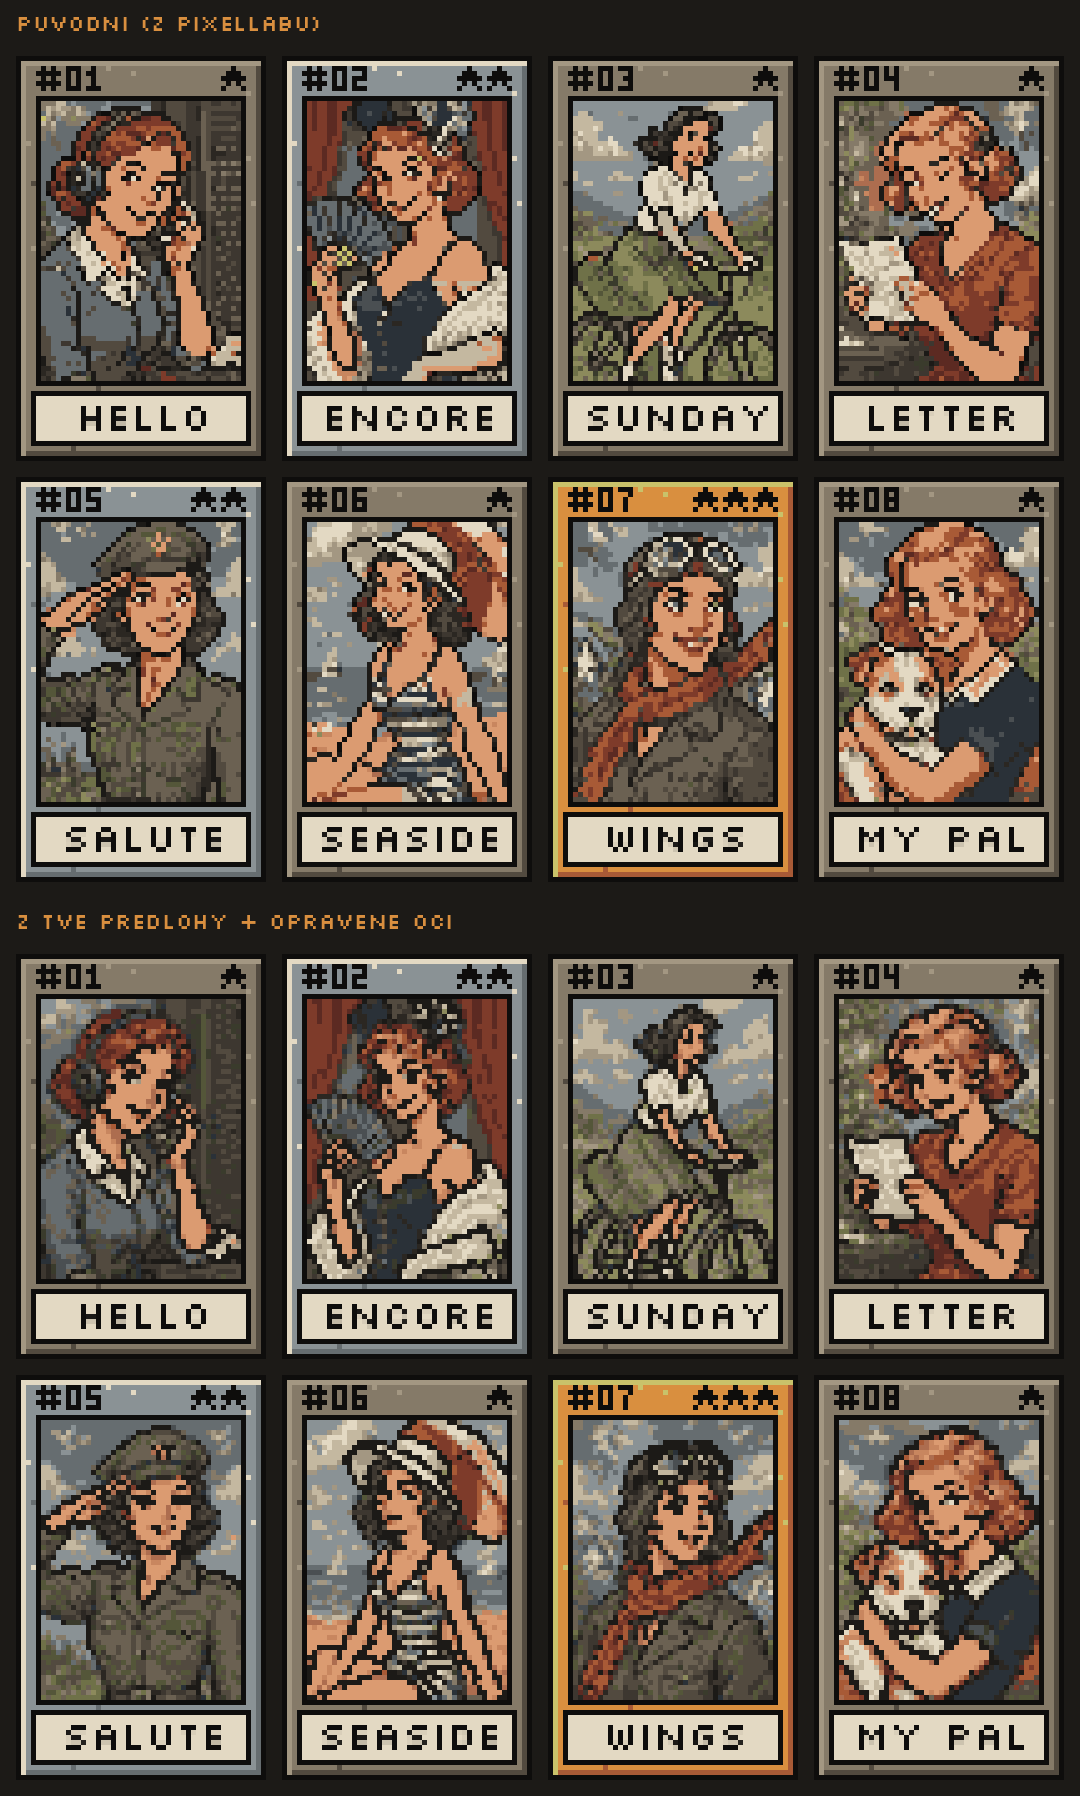 PUVODNI (Z PIXELLABU)
#01 #02 #03 #04
HELLO ENCORE SUNDAY LETTER
#05 #06 #07 #08
SALUTE SEASIDE WINGS MY PAL
Z TVE PREDLOHY + OPRAVENE OCI
#01 #02 #03 #04
HELLO ENCORE SUNDAY LETTER
#05 #06 #07 #08
SALUTE SEASIDE WINGS MY PAL